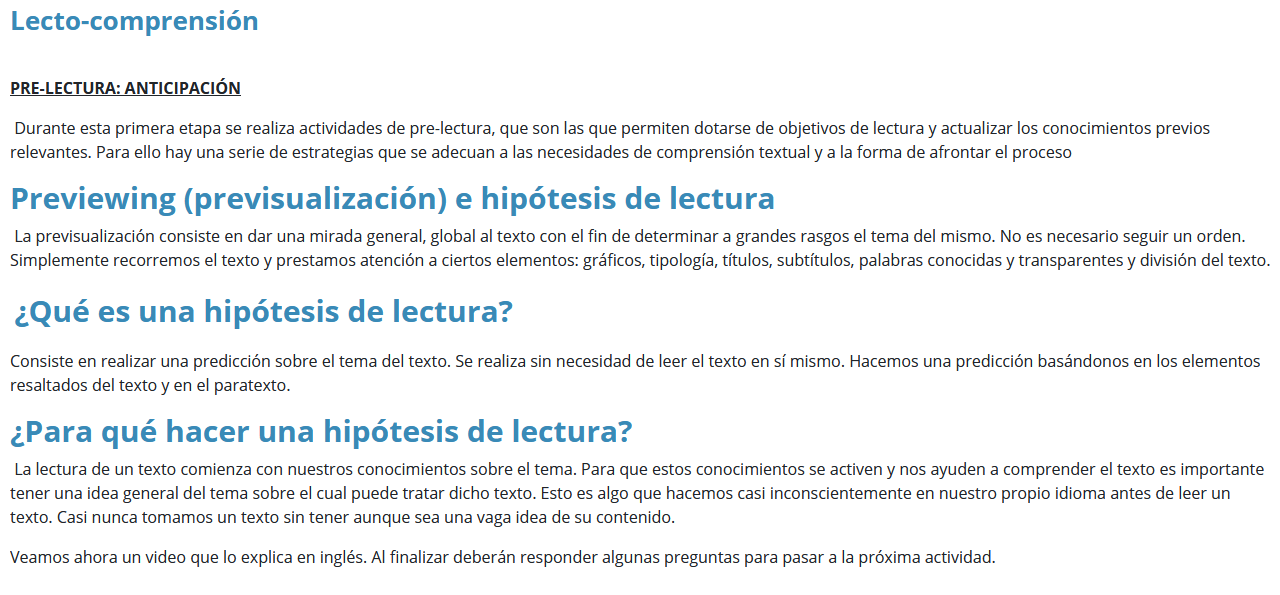 Lecto-comprensión
PRE-LECTURA: ANTICIPACIÓN
Durante esta primera etapa se realiza actividades de pre-lectura, que son las que permiten dotarse de objetivos de lectura y actualizar los conocimientos previos
relevantes. Para ello hay una serie de estrategias que se adecuan a las necesidades de comprensión textual y a la forma de afrontar el proceso
Previewing (previsualización) e hipótesis de lectura
La previsualización consiste en dar una mirada general, global al texto con el fin de determinar a grandes rasgos el tema del mismo. No es necesario seguir un orden.
Simplemente recorremos el texto y prestamos atención a ciertos elementos: gráficos, tipología, títulos, subtítulos, palabras conocidas y transparentes y división del texto.
¿Qué es una hipótesis de lectura?
Consiste en realizar una predicción sobre el tema del texto. Se realiza sin necesidad de leer el texto en sí mismo. Hacemos una predicción basándonos en los elementos
resaltados del texto y en el paratexto.
¿Para qué hacer una hipótesis de lectura?
La lectura de un texto comienza con nuestros conocimientos sobre el tema. Para que estos conocimientos se activen y nos ayuden a comprender el texto es importante
tener una idea general del tema sobre el cual puede tratar dicho texto. Esto es algo que hacemos casi inconscientemente en nuestro propio idioma antes de leer un
texto. Casi nunca tomamos un texto sin tener aunque sea una vaga idea de su contenido.
Veamos ahora un video que lo explica en inglés. Al finalizar deberán responder algunas preguntas para pasar a la próxima actividad.